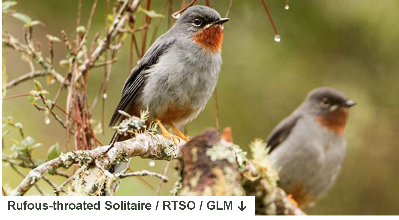 Rufous-throated Solitaire / RTSO / GLM ↓